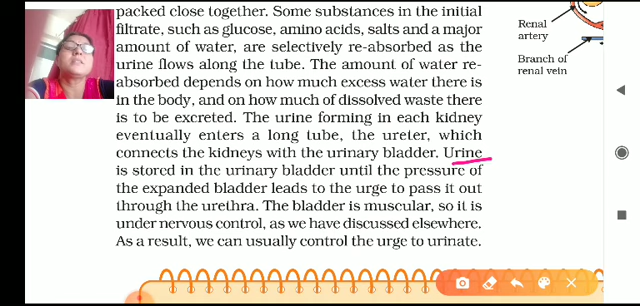 packed close together. Some substances in the initial
filtrate, such as glucose, amino acids, salts and a major
amount of water, are selectively re-absorbed as the
urine flows along the tube. The amount of water re-
absorbed depends on how much excess water there is
in the body, and on how much of dissolved waste there
is to be excreted. The urine forming in each kidney
eventually enters a long tube, the ureter, which
connects the kidneys with the urinary bladder. Urine
is stored in the urinary bladder until the pressure of
the expanded bladder leads to the urge to pass it out
through the urethra. The bladder is muscular, so it is
under nervous control, as we have discussed elsewhere.
As a result, we can usually control the urge to urinate.
Renal
artery
Branch of
renal vein